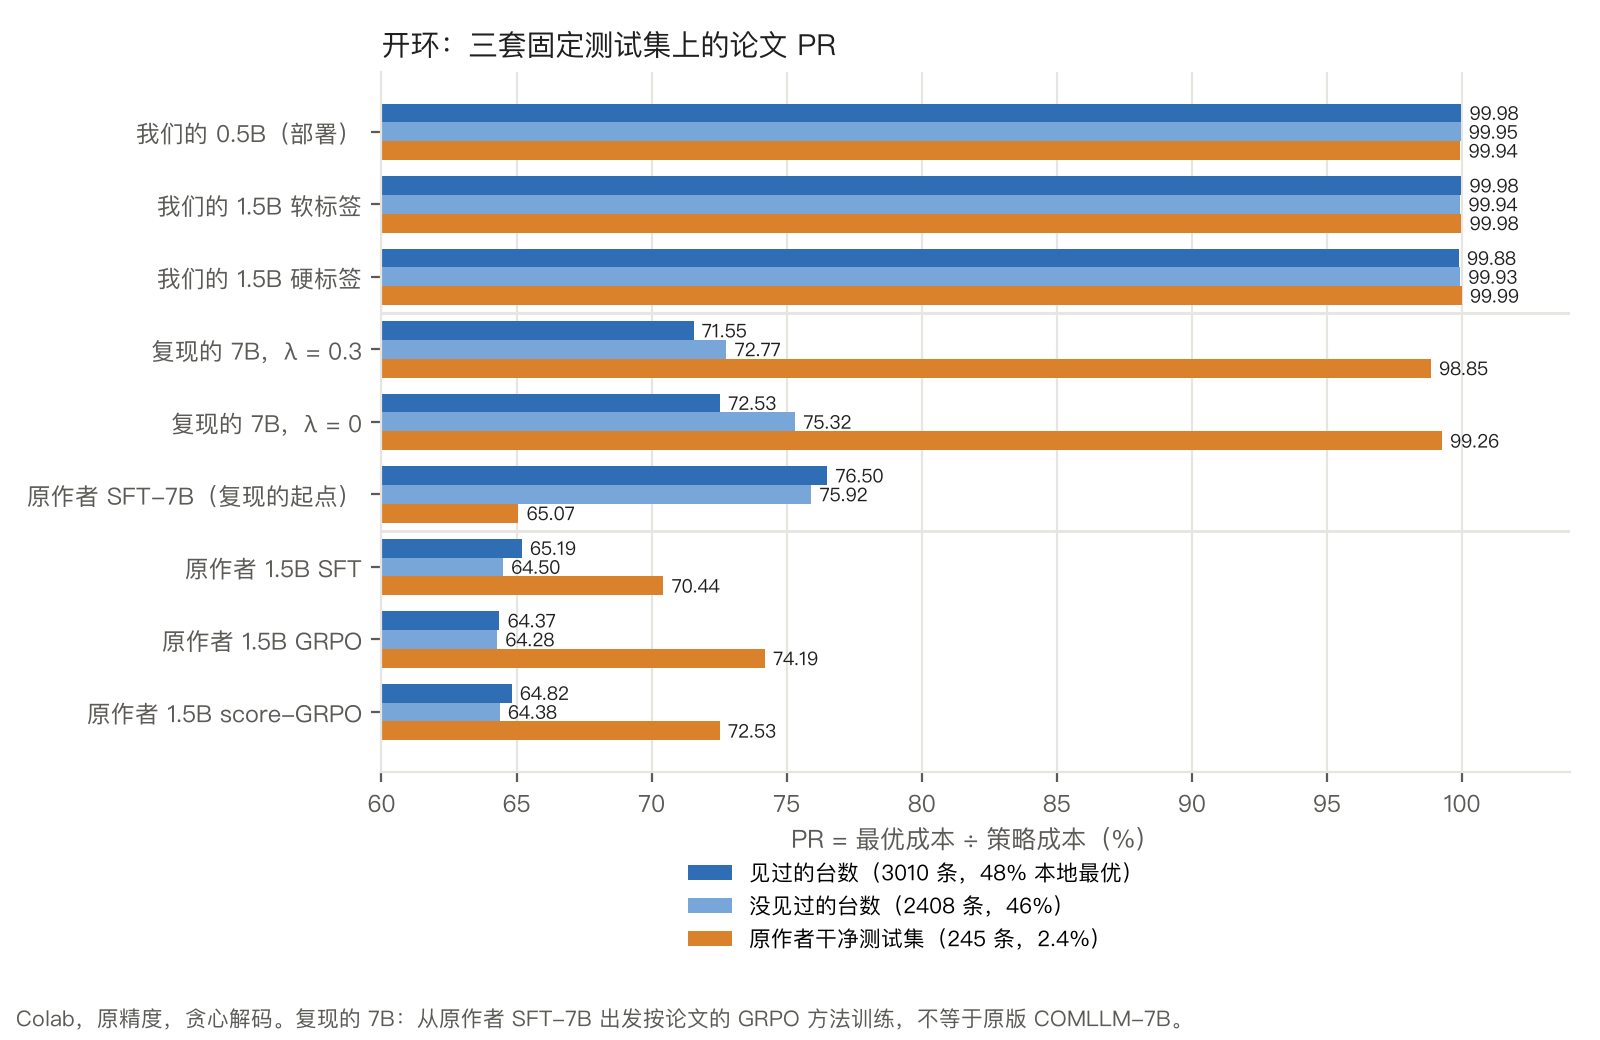 开环：三套固定测试集上的论文 PR
我们的 0.5B（部署）
99.98
99.95
99.94
我们的 1.5B 软标签
99.98
99.94
99.98
我们的 1.5B 硬标签
99.88
99.93
99.99
复现的 7B，λ = 0.3
71.55
72.77
98.85
复现的 7B，λ = 0
72.53
75.32
99.26
原作者 SFT−7B（复现的起点）
76.50
75.92
65.07
原作者 1.5B SFT
65.19
64.50
70.44
原作者 1.5B GRPO
64.37
64.28
74.19
原作者 1.5B score−GRPO
64.82
64.38
72.53
60 65 70 75 80 85 90 95 100
PR = 最优成本 ÷ 策略成本（%）
见过的台数（3010 条，48% 本地最优）
没见过的台数（2408 条，46%）
原作者干净测试集（245 条，2.4%）
Colab，原精度，贪心解码。复现的 7B：从原作者 SFT−7B 出发按论文的 GRPO 方法训练，不等于原版 COMLLM−7B。